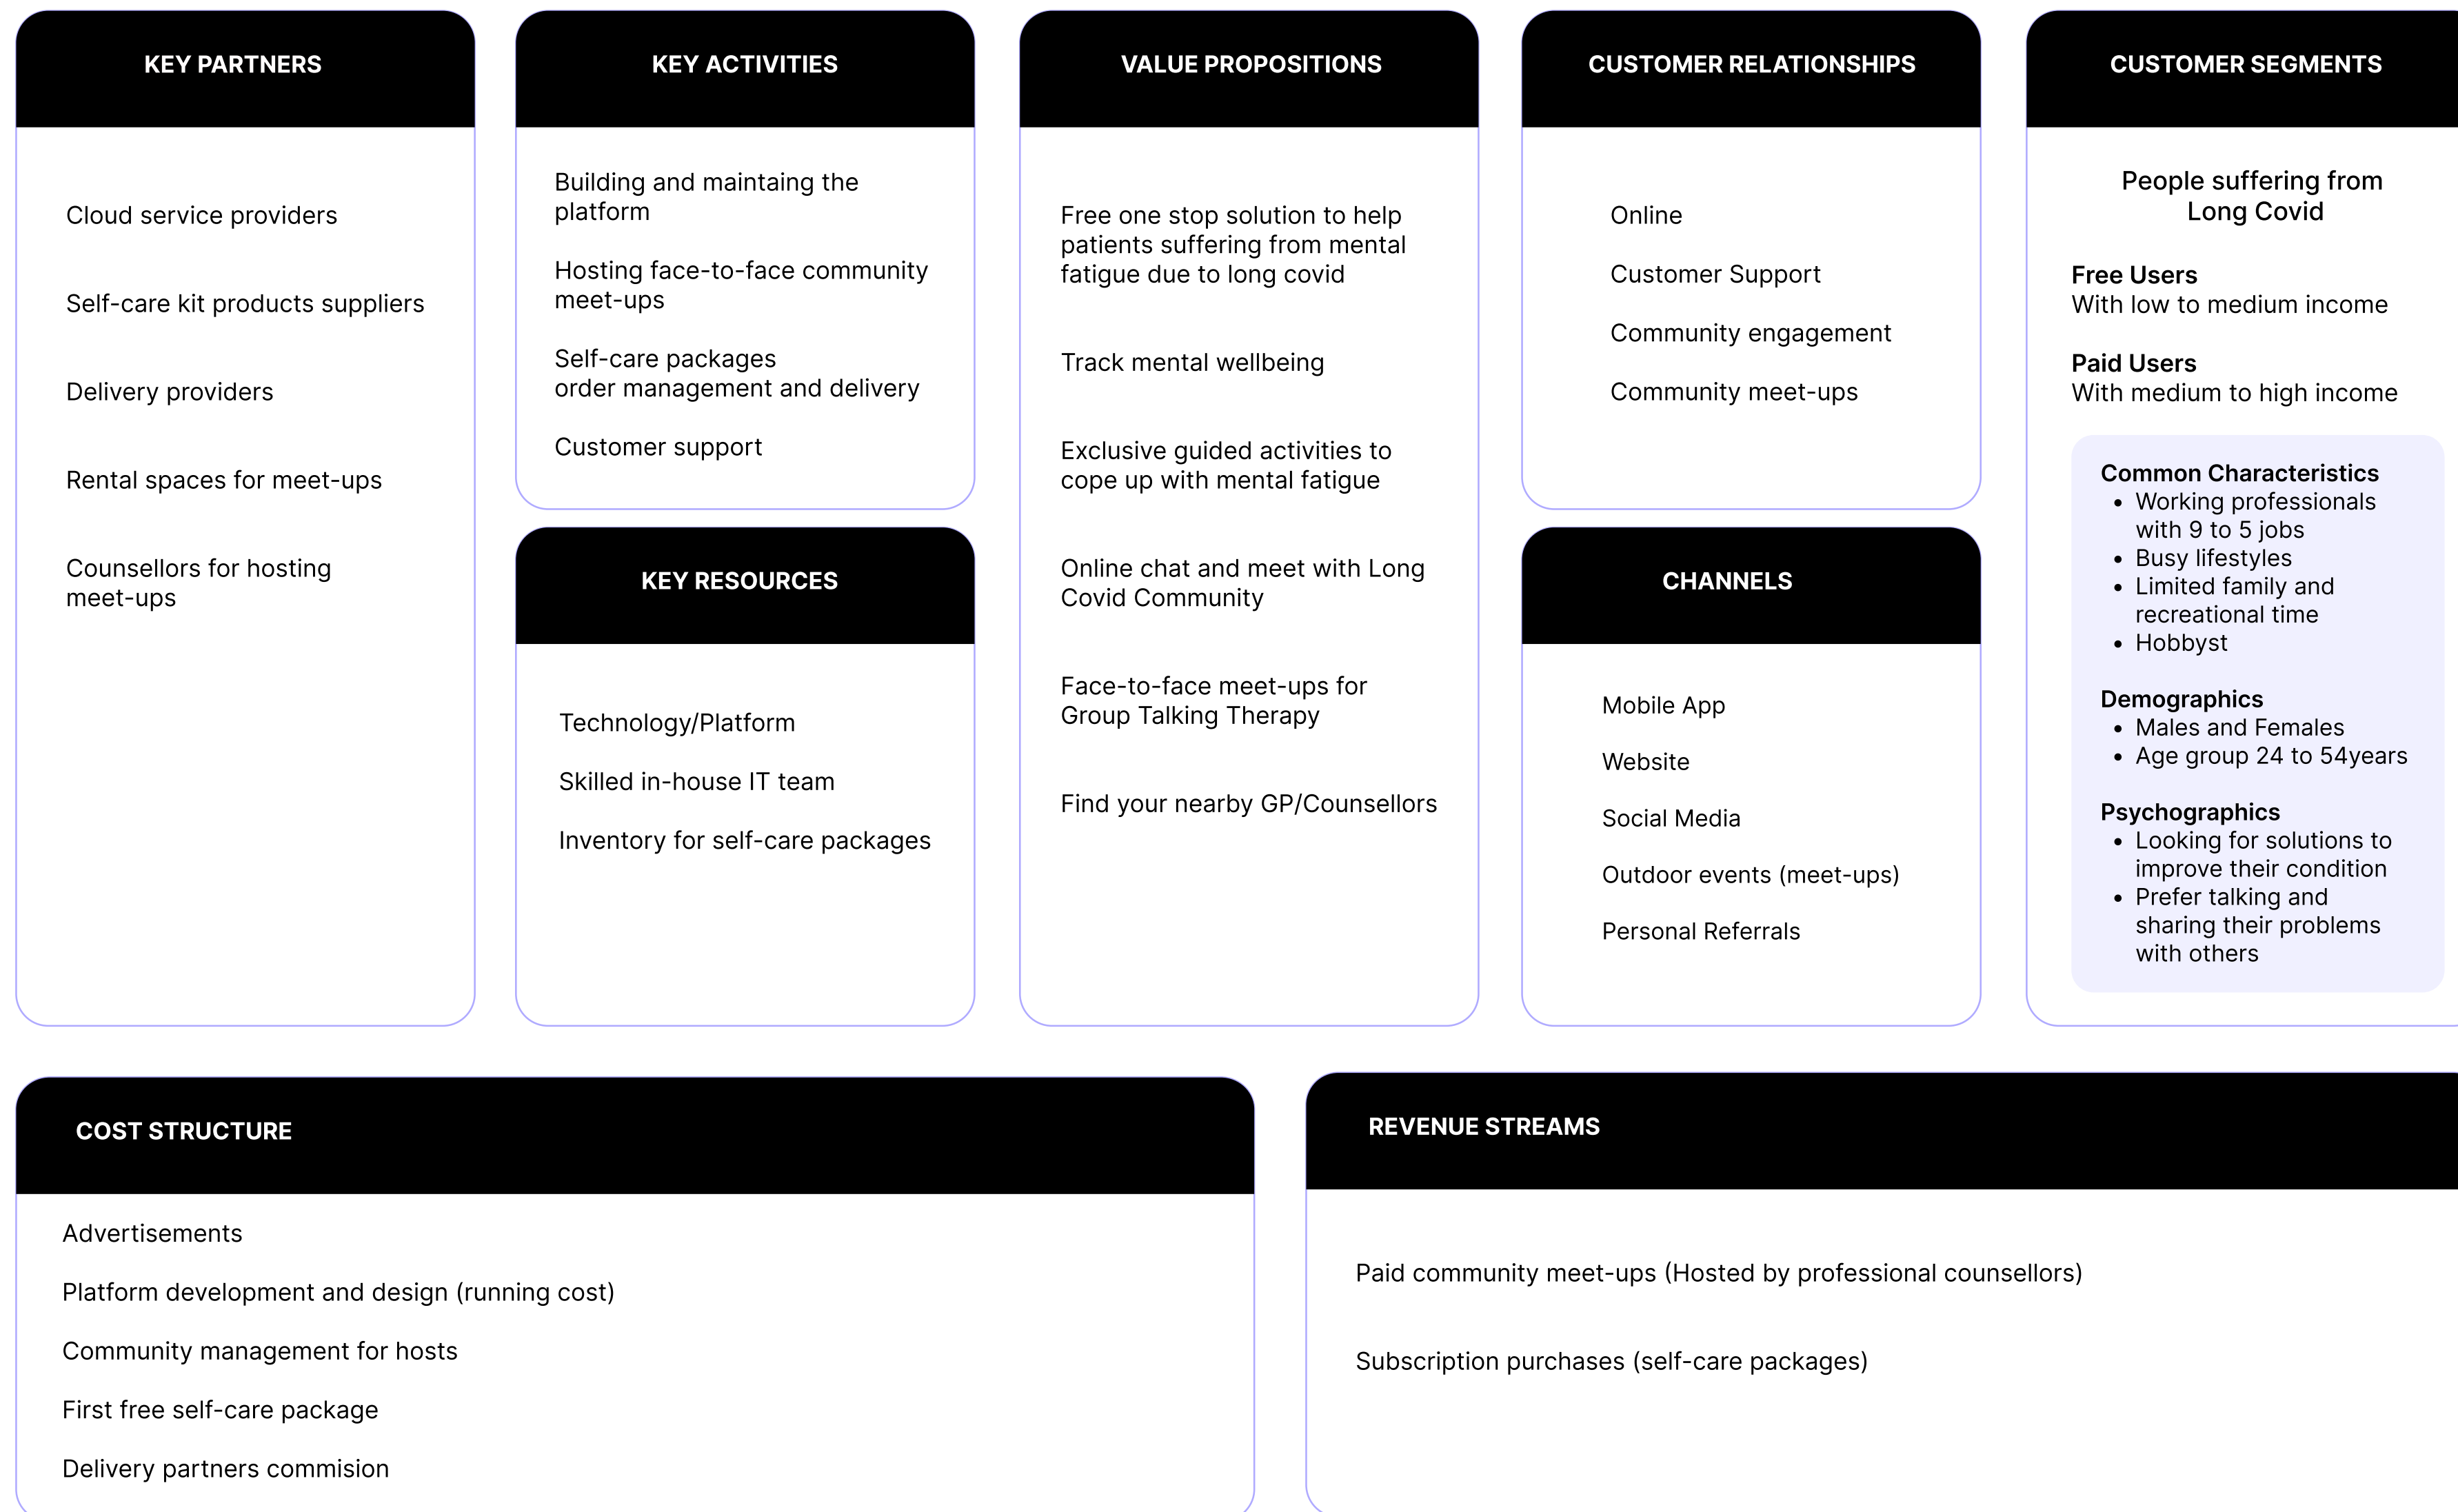 KEY PARTNERS
Cloud service providers
Self-care kit products suppliers
Delivery providers
Rental spaces for meet-ups
Counsellors for hosting
meet-ups
KEY ACTIVITIES
Building and maintaing the
platform
Hosting face-to-face community
meet-ups
Self-care packages
order management and delivery
Customer support
KEY RESOURCES
Technology/Platform
Skilled in-house IT team
Inventory for self-care packages
VALUE PROPOSITIONS
Free one stop solution to help
patients suffering from mental
fatigue due to long covid
Track mental wellbeing
Exclusive guided activities to
cope up with mental fatigue
Online chat and meet with Long
Covid Community
Face-to-face meet-ups for
Group Talking Therapy
Find your nearby GP/Counsellors
CUSTOMER RELATIONSHIPS
Online
Customer Support
Community engagement
Community meet-ups
CHANNELS
Mobile App
Website
Social Media
Outdoor events (meet-ups)
Personal Referrals
CUSTOMER SEGMENTS
People suffering from
Long Covid
Free Users
With low to medium income
Paid Users
With medium to high income
Common Characteristics
• Working professionals
with 9 to 5 jobs
• Busy lifestyles
• Limited family and
recreational time
• Hobbyst
Demographics
• Males and Females
• Age group 24 to 54years
Psychographics
• Looking for solutions to
improve their condition
• Prefer talking and
sharing their problems
with others
COST STRUCTURE
Advertisements
Platform development and design (running cost)
Community management for hosts
First free self-care package
Delivery partners commision
REVENUE STREAMS
Paid community meet-ups (Hosted by professional counsellors)
Subscription purchases (self-care packages)